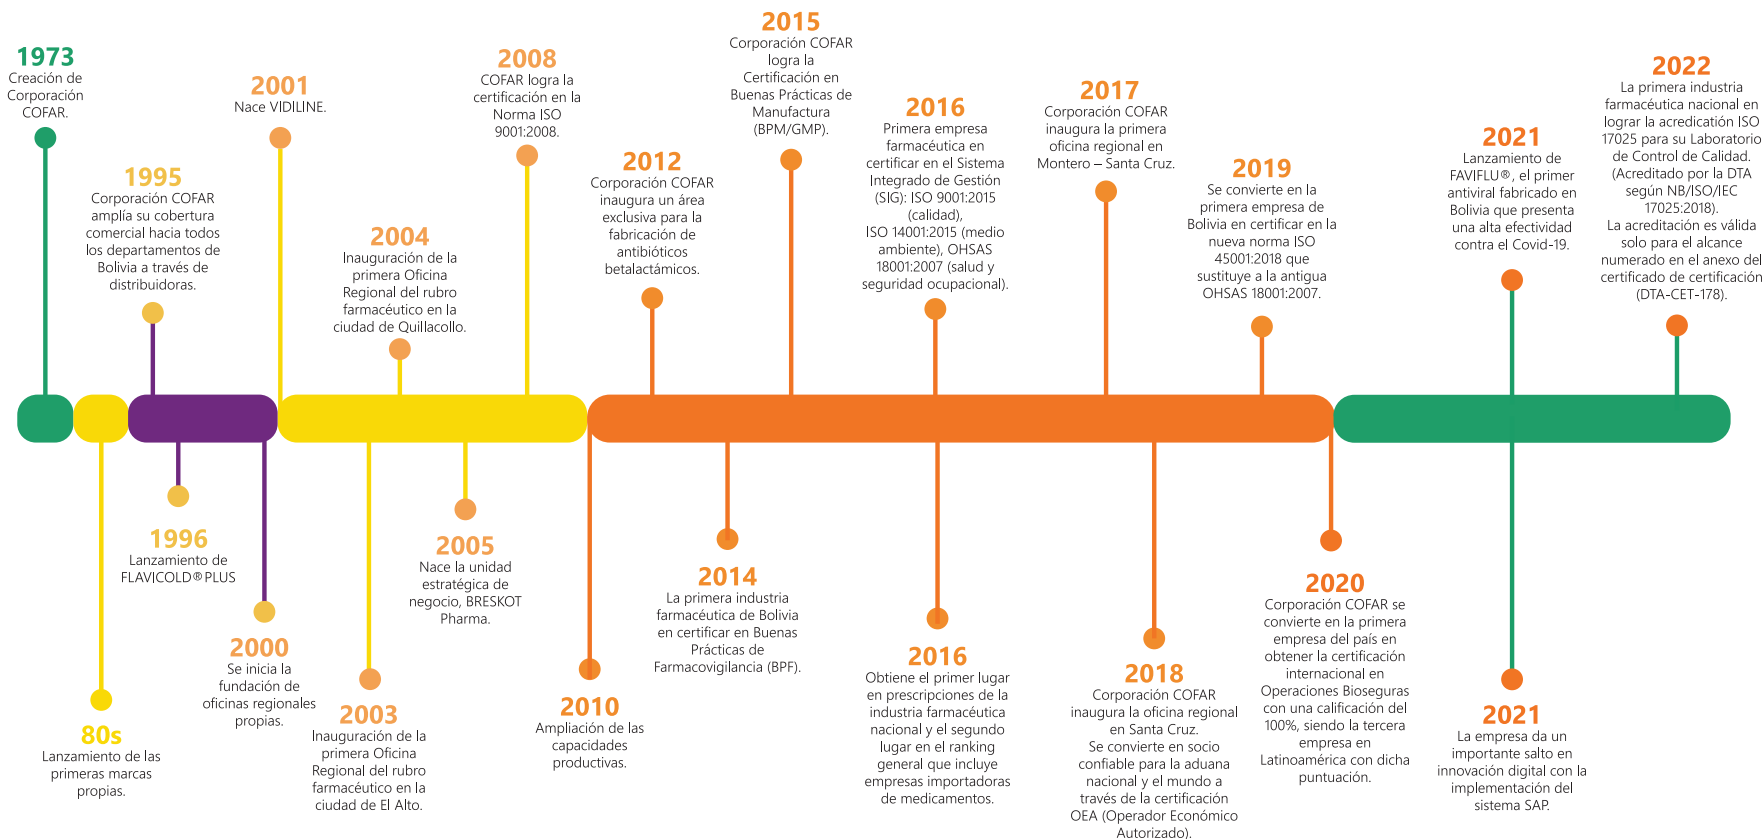 1973
Creación de
Corporación
COFAR.
80s
Lanzamiento de las
primeras marcas
propias.
1995
Corporación COFAR
amplía su cobertura
comercial hacia todos
los departamentos de
Bolivia a través de
distribuidoras.
1996
Lanzamiento de
FLAVICOLD®PLUS
2000
Se inicia la
fundación de
oficinas regionales
propias.
2001
Nace VIDILINE.
2003
Inauguración de la
primera Oficina
Regional del rubro
farmacéutico en la
ciudad de El Alto.
2004
Inauguración de la
primera Oficina
Regional del rubro
farmacéutico en la
ciudad de Quillacollo.
2005
Nace la unidad
estratégica de
negocio, BRESKOT
Pharma.
2008
COFAR logra la
certificación en la
Norma ISO
9001:2008.
2010
Ampliación de las
capacidades
productivas.
2012
Corporación COFAR
inaugura un área
exclusiva para la
fabricación de
antibióticos
betalactámicos.
2014
La primera industria
farmacéutica de Bolivia
en certificar en Buenas
Prácticas de
Farmacovigilancia (BPF).
2015
Corporación COFAR
logra la
Certificación en
Buenas Prácticas de
Manufactura
(BPM/GMP).
2016
Primera empresa
farmacéutica en
certificar en el Sistema
Integrado de Gestión
(SIG): ISO 9001:2015
(calidad),
ISO 14001:2015 (medio
ambiente), OHSAS
18001:2007 (salud y
seguridad ocupacional).
2016
Obtiene el primer lugar
en prescripciones de la
industria farmacéutica
nacional y el segundo
lugar en el ranking
general que incluye
empresas importadoras
de medicamentos.
2017
Corporación COFAR
inaugura la primera
oficina regional en
Montero – Santa Cruz.
2018
Corporación COFAR
inaugura la oficina regional
en Santa Cruz.
Se convierte en socio
confiable para la aduana
nacional y el mundo a
través de la certificación
OEA (Operador Económico
Autorizado).
2019
Se convierte en la
primera empresa de
Bolivia en certificar en la
nueva norma ISO
45001:2018 que
sustituye a la antigua
OHSAS 18001:2007.
2020
Corporación COFAR se
convierte en la primera
empresa del país en
obtener la certificación
internacional en
Operaciones Bioseguras
con una calificación del
100%, siendo la tercera
empresa en
Latinoamérica con dicha
puntuación.
2021
Lanzamiento de
FAVIFLU®, el primer
antiviral fabricado en
Bolivia que presenta
una alta efectividad
contra el Covid-19.
2021
La empresa da un
importante salto en
innovación digital con la
implementación del
sistema SAP.
2022
La primera industria
farmacéutica nacional en
lograr la acredicatión ISO
17025 para su Laboratorio
de Control de Calidad.
(Acreditado por la DTA
según NB/ISO/IEC
17025:2018).
La acreditación es válida
solo para el alcance
numerado en el anexo del
certificado de certificación
(DTA-CET-178).